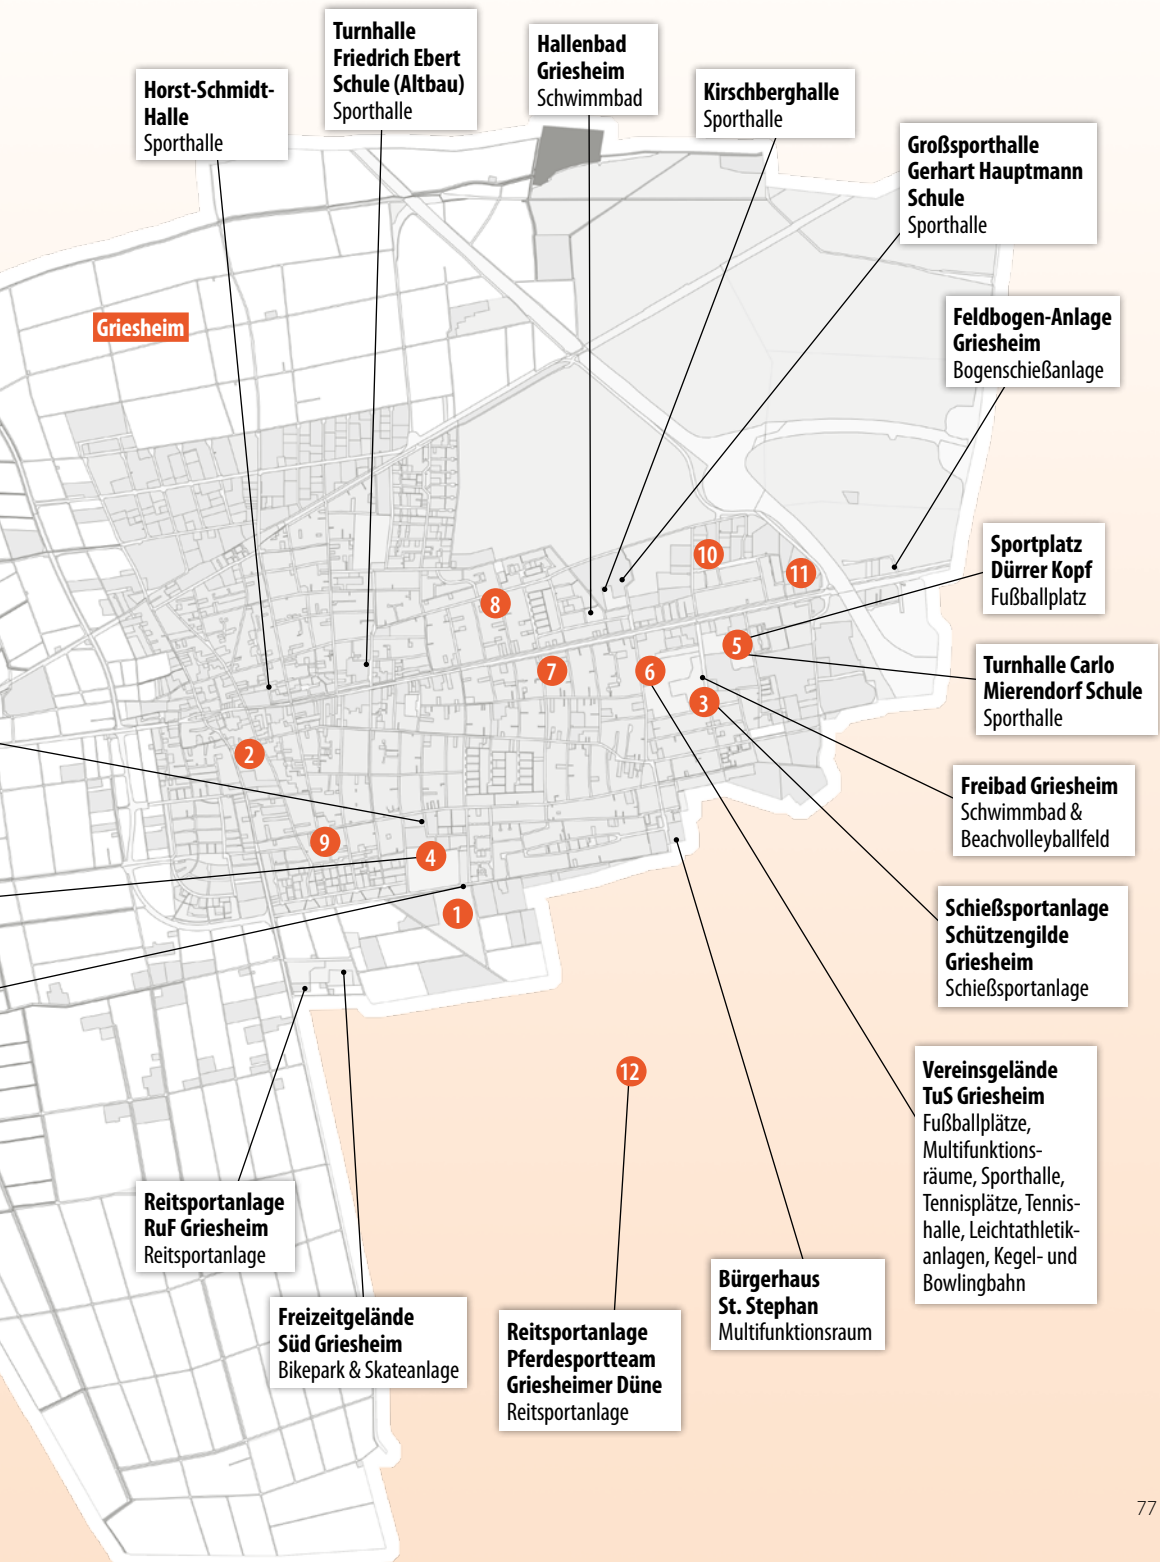 Turnhalle
Friedrich Ebert
Schule (Altbau)
Sporthalle
Hallenbad
Griesheim
Schwimmbad
Horst-Schmidt-
Halle
Sporthalle
Kirschberghalle
Sporthalle
Großsporthalle
Gerhart Hauptmann
Schule
Sporthalle
Griesheim
Feldbogen-Anlage
Griesheim
Bogenschießanlage
Sportplatz
Dürrer Kopf
Fußballplatz
10
11
8
5
7
6
3
Turnhalle Carlo
Mierendorf Schule
Sporthalle
2
Freibad Griesheim
Schwimmbad &
Beachvolleyballfeld
9
4
1
Schießsportanlage
Schützengilde
Griesheim
Schießsportanlage
12
Vereinsgelände
TuS Griesheim
Fußballplätze,
Multifunktions-
räume, Sporthalle,
Tennisplätze, Tennis-
halle, Leichtathletik-
anlagen, Kegel- und
Bowlingbahn
Reitsportanlage
RuF Griesheim
Reitsportanlage
Bürgerhaus
St. Stephan
Multifunktionsraum
Freizeitgelände
Süd Griesheim
Bikepark & Skateanlage
Reitsportanlage
Pferdesportteam
Griesheimer Düne
Reitsportanlage
77